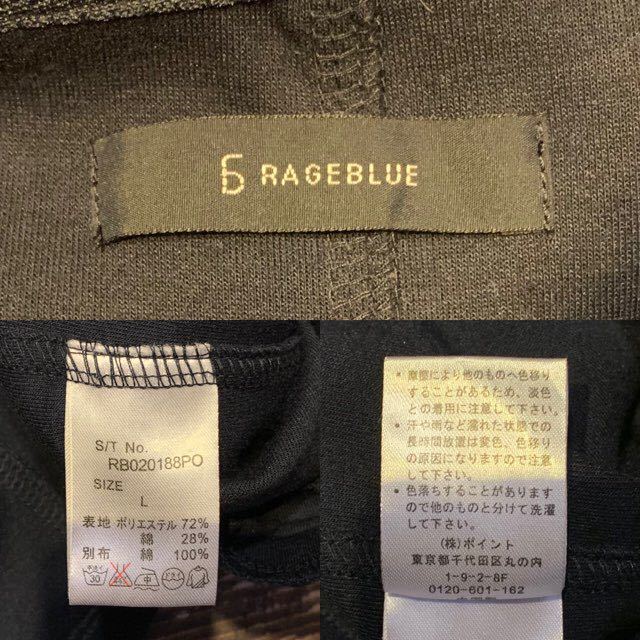 RAGEBLUE
S/T No.
RB020188PO
SIZE
L
表地 ポリエステル 72%
綿 28%
別布 綿 100%
30 中
• 摩擦により他のものへ色移り
することがあるため、淡色
との着用に注意して下さい。
• 汗や雨など濡れた状態での
長時間放置は変色、色移り
の原因になりますので注意
して下さい。
• 色落ちすることがあります
ので他のものと分けて洗濯
して下さい。
(株)ポイント
東京都千代田区丸の内
1-9-2-8F
0120-601-162